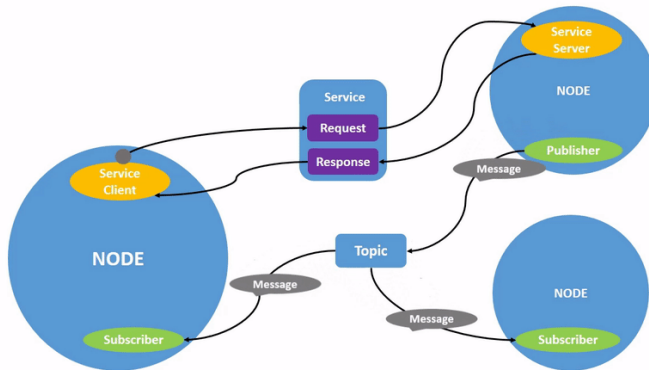 Service
Server
NODE
Service
Request
Response
Publisher
Message
Service
Client
NODE
Topic
Message
Message
NODE
Subscriber
Subscriber